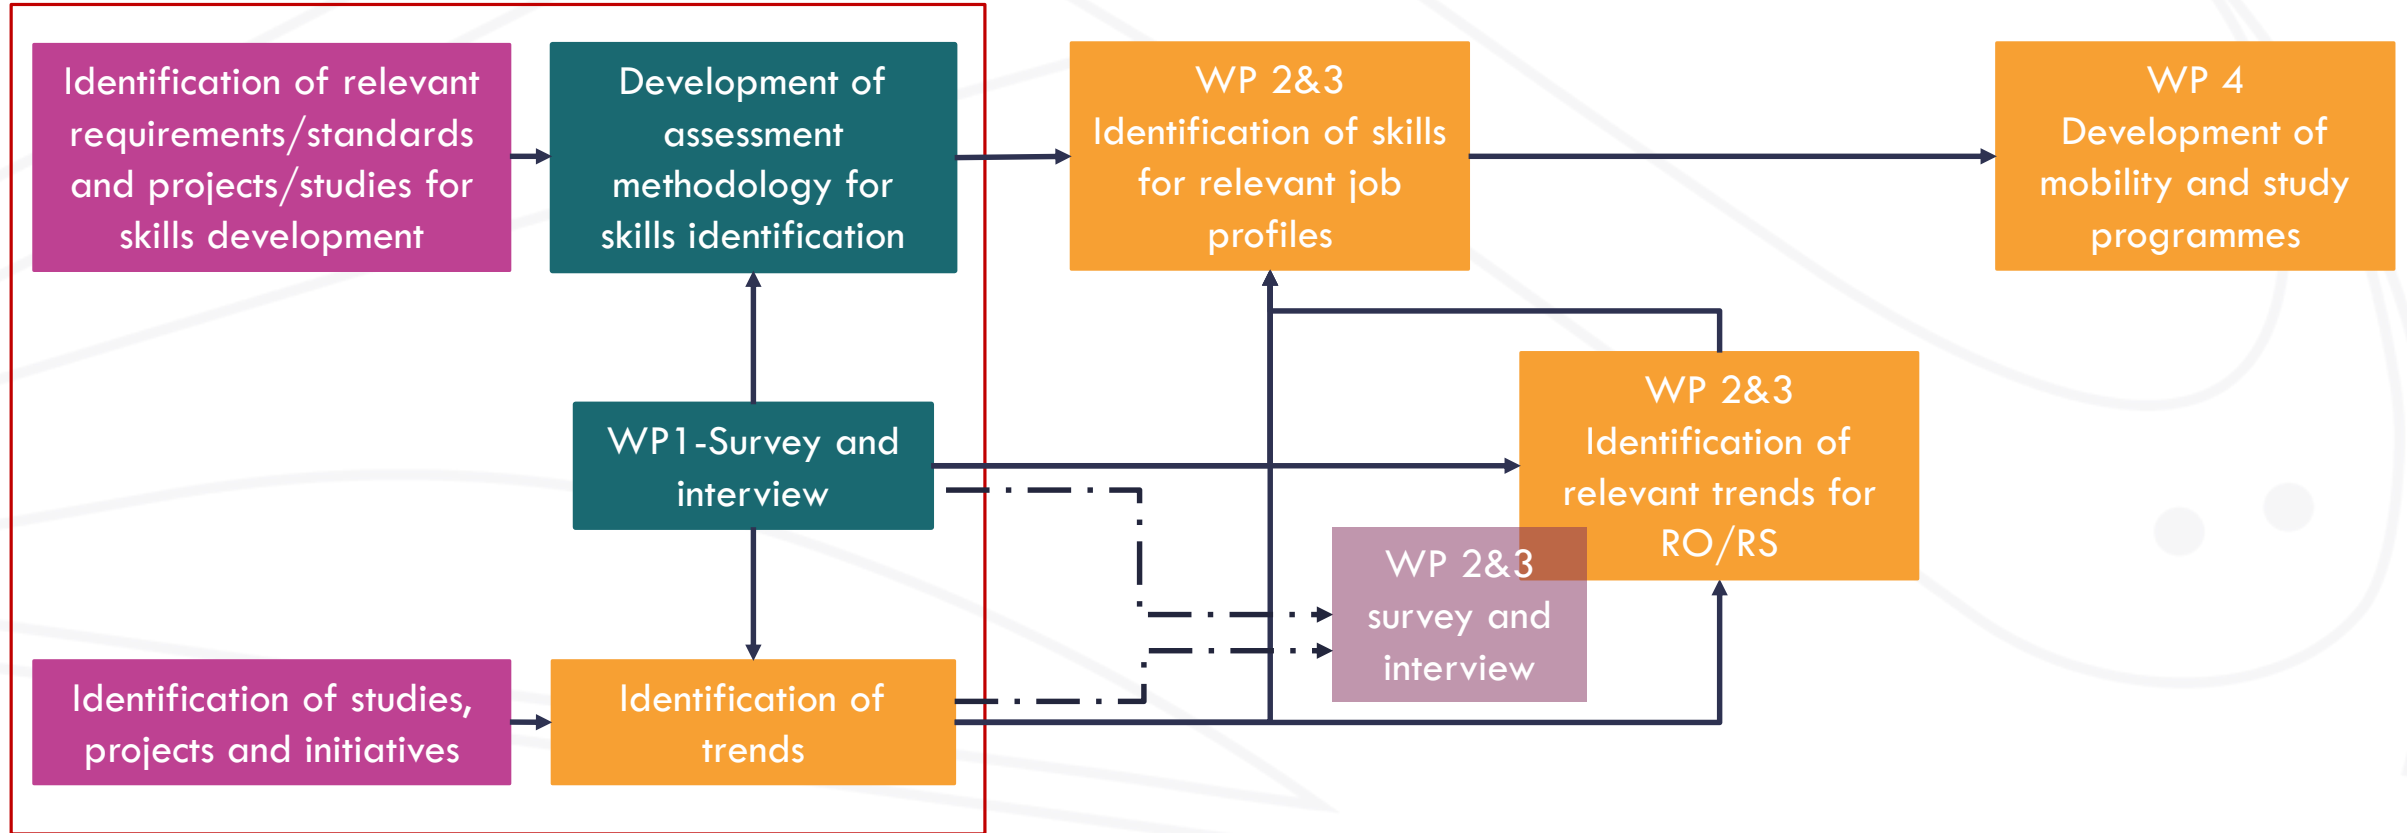 Identification of relevant
requirements/standards
and projects/studies for
skills development
Development of
assessment
methodology for
skills identification
WP 2&3
Identification of skills
for relevant job
profiles
WP 4
Development of
mobility and study
programmes
WP1-Survey and
interview
WP 2&3
Identification of
relevant trends for
RO/RS
WP 2&3
survey and
interview
Identification of studies,
projects and initiatives
Identification of
trends